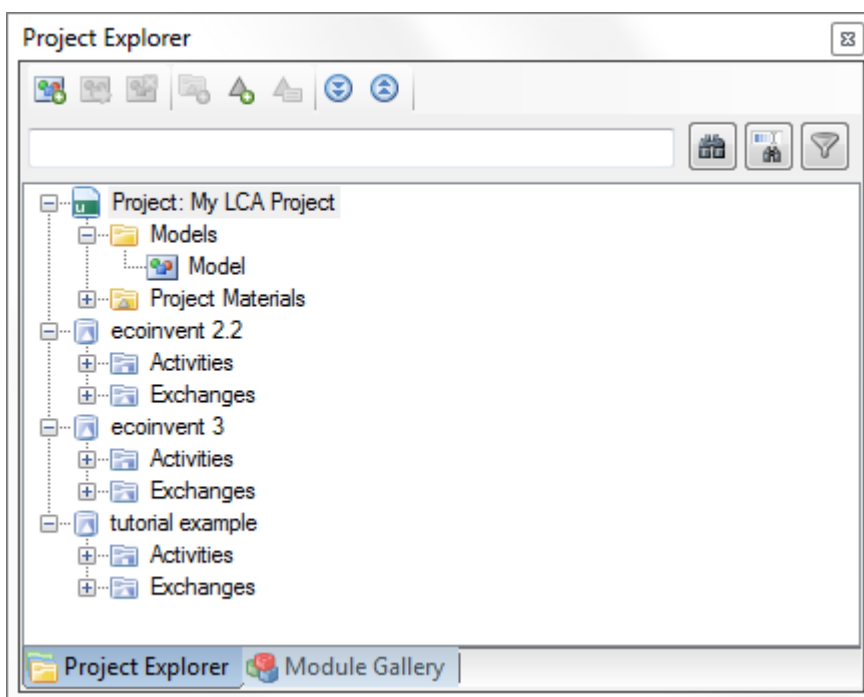 Project Explorer
Project: My LCA Project
Models
Model
Project Materials
ecoinvent 2.2
Activities
Exchanges
ecoinvent 3
Activities
Exchanges
tutorial example
Activities
Exchanges
Project Explorer Module Gallery